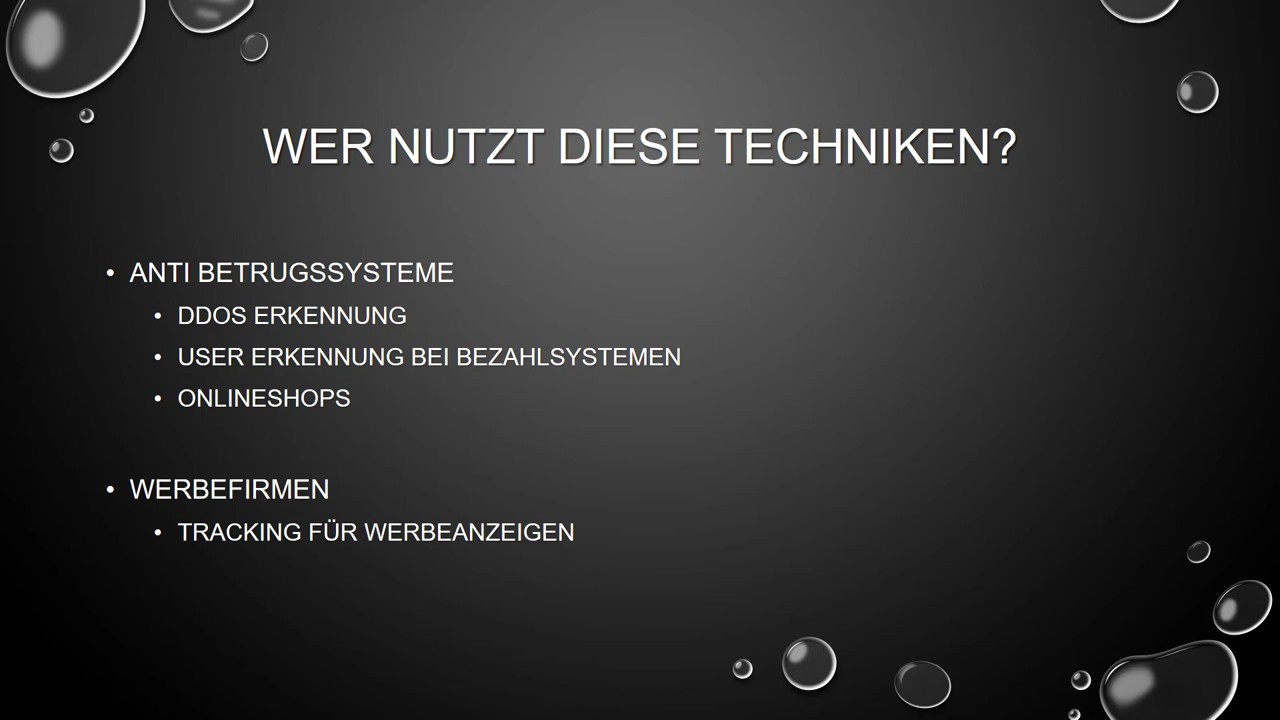 WER NUTZT DIESE TECHNIKEN?
• ANTI BETRUGSSYSTEME
• DDOS ERKENNUNG
• USER ERKENNUNG BEI BEZAHLSYSTEMEN
• ONLINESHOPS
• WERBEFIRMEN
• TRACKING FÜR WERBEANZEIGEN